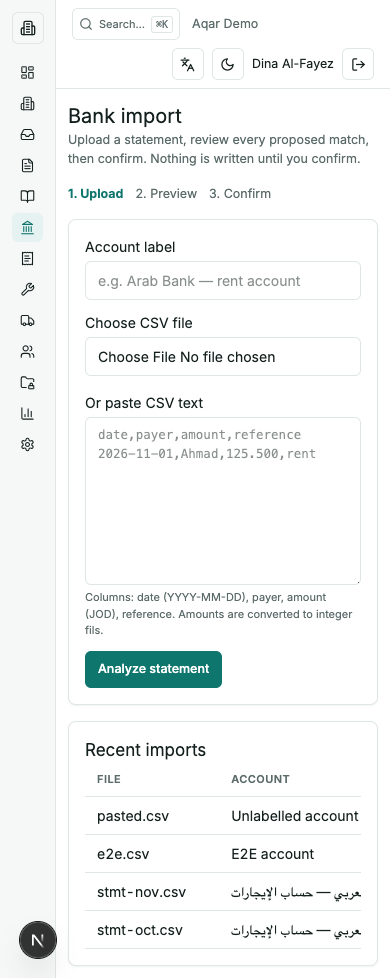 Search... ⌘K
Aqar Demo
Dina Al-Fayez
Bank import
Upload a statement, review every proposed match,
then confirm. Nothing is written until you confirm.
1. Upload 2. Preview 3. Confirm
Account label
e.g. Arab Bank — rent account
Choose CSV file
Choose File No file chosen
Or paste CSV text
date,payer,amount,reference
2026-11-01,Ahmad,125.500,rent
Columns: date (YYYY-MM-DD), payer, amount
(JOD), reference. Amounts are converted to integer
fils.
Analyze statement
Recent imports
FILE ACCOUNT
pasted.csv Unlabelled account
e2e.csv E2E account
stmt-nov.csv — حساب الإيجارات
stmt-oct.csv — حساب الإيجارات
N